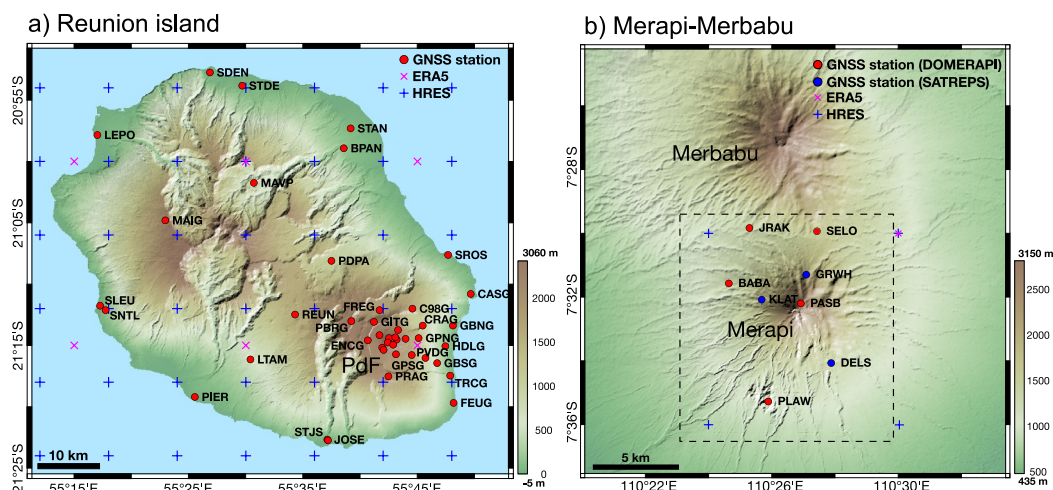 a) Reunion island
GNSS station
ERA5
HRES
SDEN
STDE
STAN
BPAN
LEPO
MAVP
MAIG
PDPA
SROS
CASG
SLEU
SNTL
REUN
FREG
C98G
PBRG
GITG
CRAG
GBNG
ENCG
GPNG
HDLG
PVDG
GBSG
GPSG
PdF
LTAM
PRAG
TRCG
PIER
FEUG
STJS
JOSE
10 km
20°55'S
21°05'S
21°15'S
21°25'S
55°15'E
55°25'E
55°35'E
55°45'E
3060 m
2000
1500
1000
500
0
-5 m
b) Merapi-Merbabu
GNSS station (DOMERAPI)
GNSS station (SATREPS)
ERA5
HRES
Merbabu
JRAK
SELO
GRWH
BABA
KLAT
PASB
Merapi
DELS
PLAW
5 km
7°28'S
7°32'S
7°36'S
110°22'E
110°26'E
110°30'E
3150 m
2500
2000
1500
1000
500
435 m